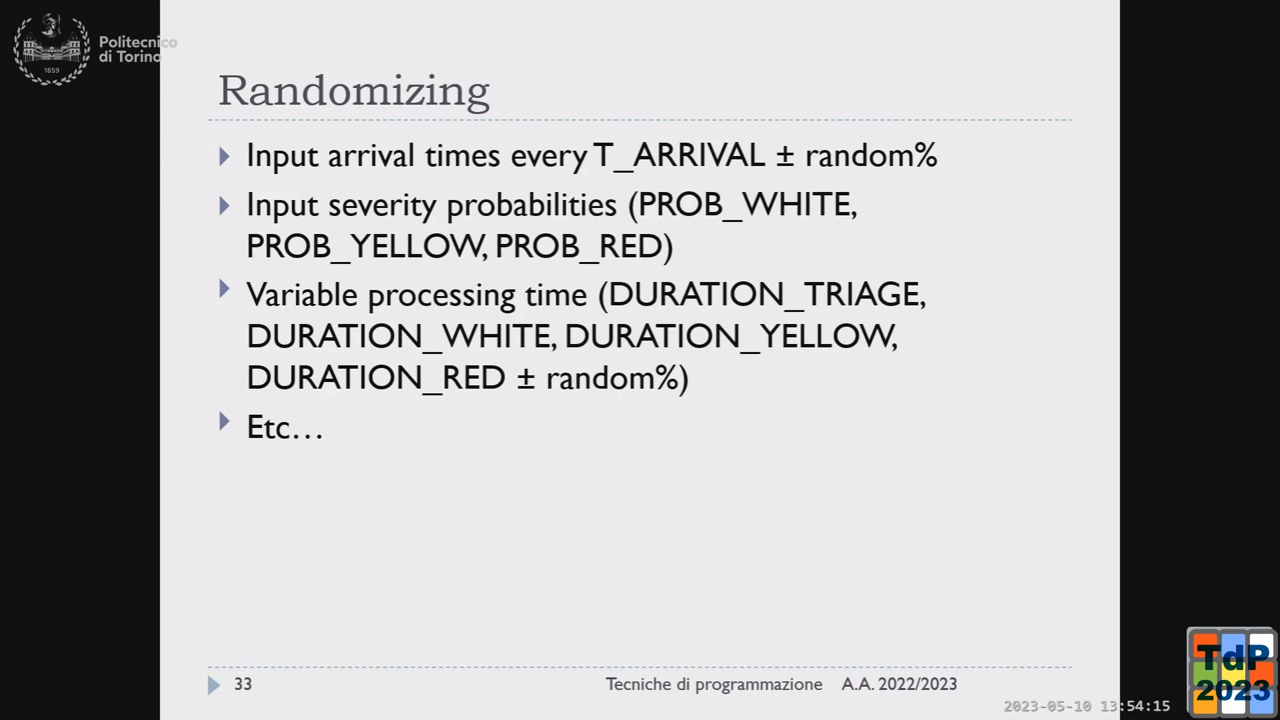 Politecnico
di Torino
1859
Randomizing
Input arrival times every T_ARRIVAL ± random%
Input severity probabilities (PROB_WHITE,
PROB_YELLOW, PROB_RED)
Variable processing time (DURATION_TRIAGE,
DURATION_WHITE, DURATION_YELLOW,
DURATION_RED ± random%)
Etc…
33
Tecniche di programmazione A.A. 2022/2023
2023-05-10 13:54:15
TdP
2023